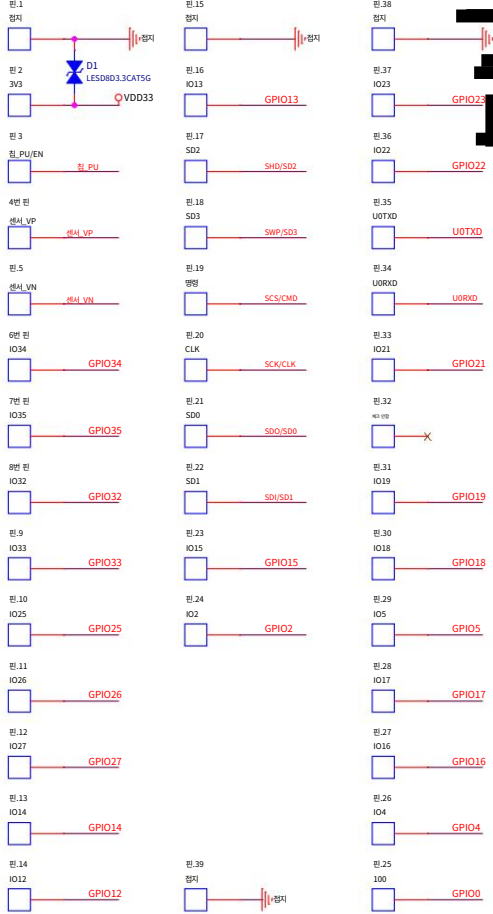 핀.1
접지
접지
D1
LESD8D3.3CAT5G
핀 2
3V3
VDD33
핀 3
칩_PU/EN
칩_PU
4번 핀
센서_VP
센서_VP
핀.5
센서_VN
센서_VN
6번 핀
IO34
GPIO34
7번 핀
IO35
GPIO35
8번 핀
IO32
GPIO32
핀.9
IO33
GPIO33
핀.10
IO25
GPIO25
핀.11
IO26
GPIO26
핀.12
IO27
GPIO27
핀.13
IO14
GPIO14
핀.14
IO12
GPIO12
핀.15
접지
접지
핀.16
IO13
GPIO13
핀.17
SD2
SHD/SD2
핀.18
SD3
SWP/SD3
핀.19
명령
SCS/CMD
핀.20
CLK
SCK/CLK
핀.21
SD0
SDO/SD0
핀.22
SD1
SDI/SD1
핀.23
IO15
GPIO15
핀.24
IO2
GPIO2
핀.39
접지
접지
핀.38
접지
핀.37
IO23
GPIO23
핀.36
IO22
GPIO22
핀.35
U0TXD
U0TXD
핀.34
U0RXD
U0RXD
핀.33
IO21
GPIO21
핀.32
핀.31
IO19
GPIO19
핀.30
IO18
GPIO18
핀.29
IO5
GPIO5
핀.28
IO17
GPIO17
핀.27
IO16
GPIO16
핀.26
IO4
GPIO4
핀.25
100
GPIO0